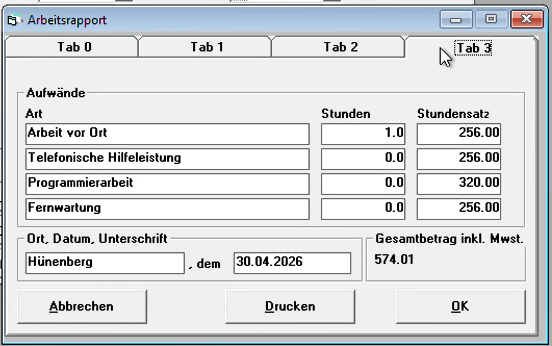 Arbeitsrapport
Tab 0 Tab 1 Tab 2 Tab 3
Aufwände
Art Stunden Stundensatz
Arbeit vor Ort 1.0 256.00
Telefonische Hilfeleistung 0.0 256.00
Programmierarbeit 0.0 320.00
Fernwartung 0.0 256.00
Ort, Datum, Unterschrift Gesamtbetrag inkl. Mwst.
Hünenberg , dem 30.04.2026 574.01
Abbrechen Drucken OK